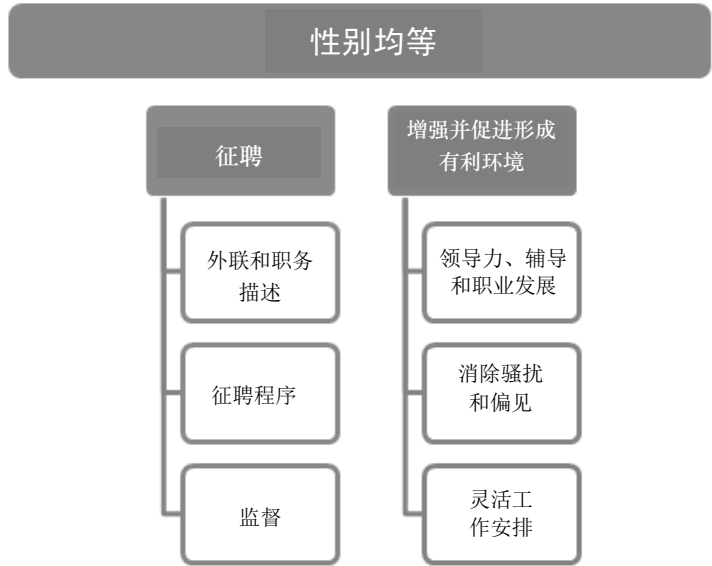 性别均等
征聘
外联和职务
描述
征聘程序
监督
增强并促进形成
有利环境
领导力、辅导
和职业发展
消除骚扰
和偏见
灵活工
作安排